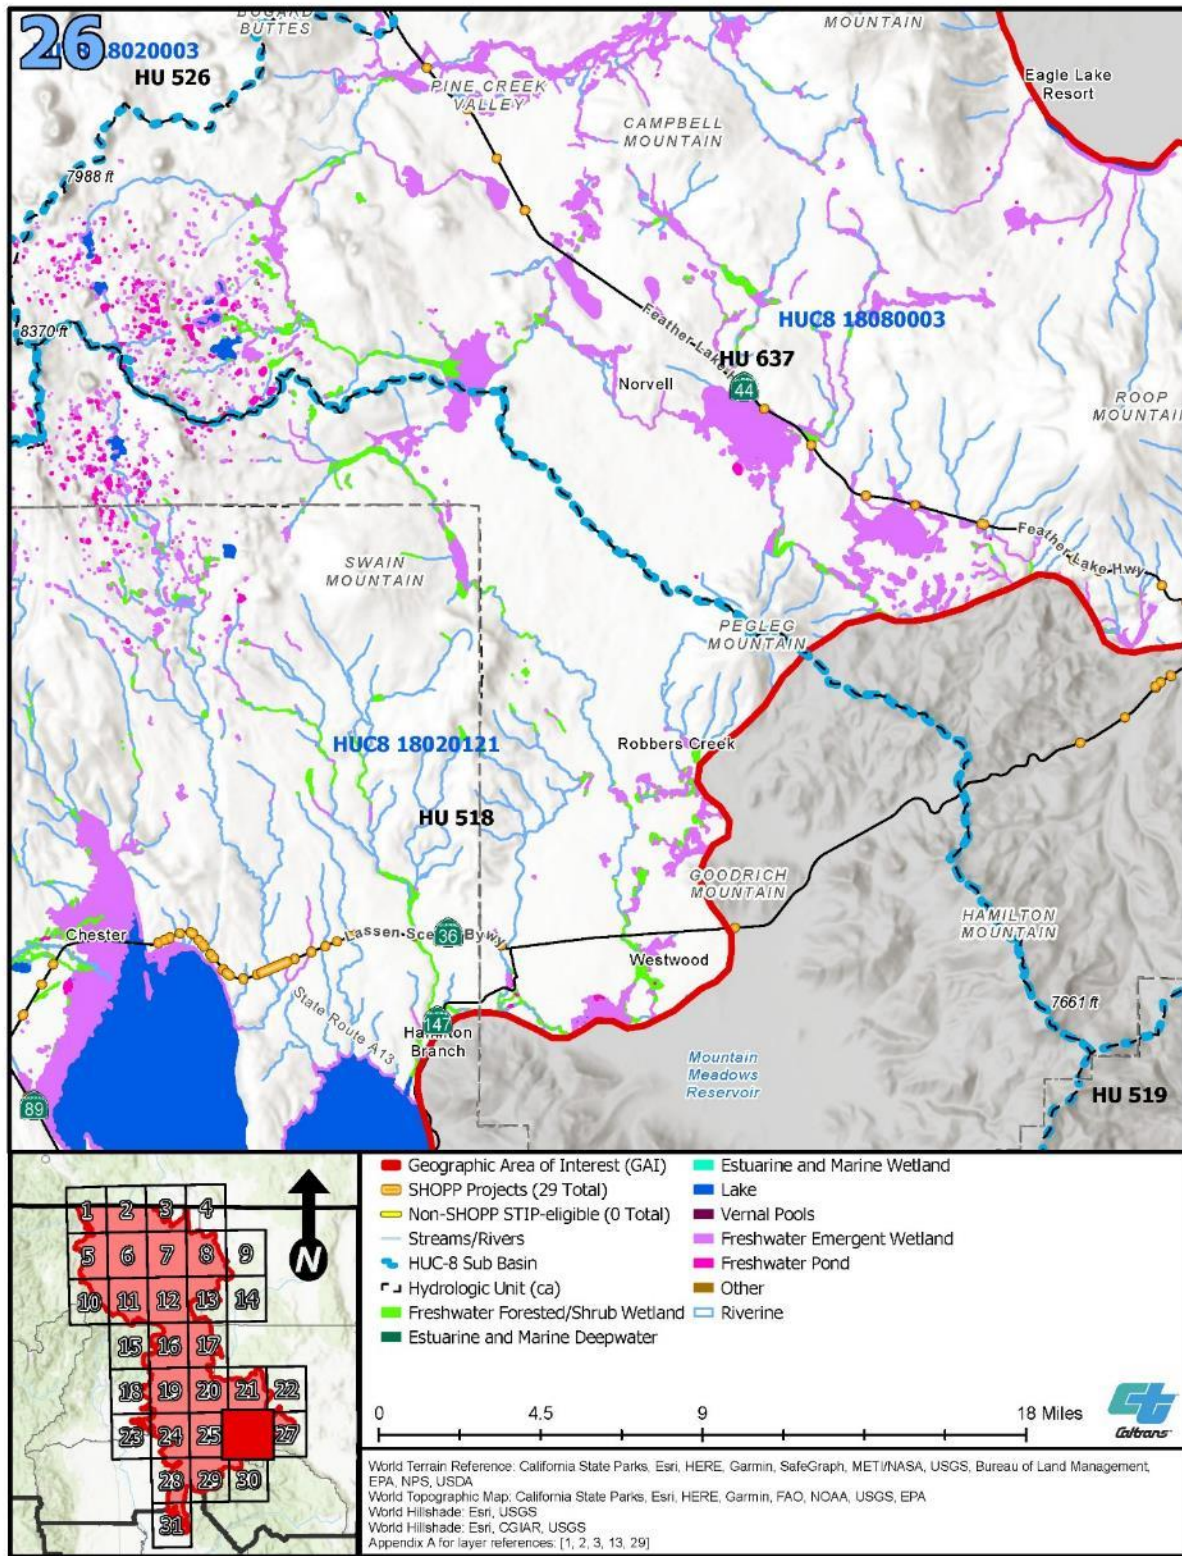 BOGARD
BUTTES
MOUNTAIN
26
18020003
HU 526
Eagle Lake
Resort
PINE CREEK
VALLEY
CAMPBELL
MOUNTAIN
7988 ft
HUC8 18080003
8370 ft
Feather Lake
HU 637
Norvell
44
ROOP
MOUNTAIN
Feather Lake Hwy
SWAIN
MOUNTAIN
PEGLEG
MOUNTAIN
HUC8 18020121
Robbers Creek
HU 518
GOODRICH
MOUNTAIN
HAMILTON
MOUNTAIN
Chester
Lassen Scenic Bywy
36
Westwood
State Route A13
7661 ft
147
Hamilton
Branch
Mountain
Meadows
Reservoir
89
HU 519
1 2 3 4
5 6 7 8 9
10 11 12 13 14
15 16 17
18 19 20 21 22
23 24 25 27
28 29 30
31
N
Geographic Area of Interest (GAI)
SHOPP Projects (29 Total)
Non-SHOPP STIP-eligible (0 Total)
Streams/Rivers
HUC-8 Sub Basin
Hydrologic Unit (ca)
Freshwater Forested/Shrub Wetland
Estuarine and Marine Deepwater
Estuarine and Marine Wetland
Lake
Vernal Pools
Freshwater Emergent Wetland
Freshwater Pond
Other
Riverine
0 4.5 9 18 Miles
Caltrans
World Terrain Reference: California State Parks, Esri, HERE, Garmin, SafeGraph, METI/NASA, USGS, Bureau of Land Management,
EPA, NPS, USDA
World Topographic Map: California State Parks, Esri, HERE, Garmin, FAO, NOAA, USGS, EPA
World Hillshade: Esri, USGS
World Hillshade: Esri, CGIAR, USGS
Appendix A for layer references: [1, 2, 3, 13, 29]